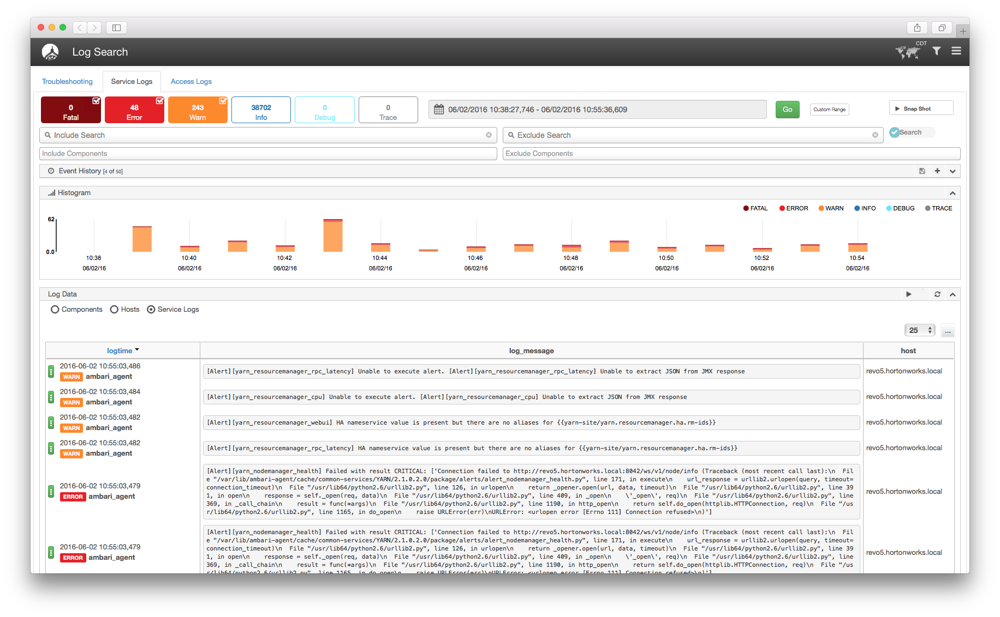 CDT
Log Search
Troubleshooting
Service Logs
Access Logs
0
Fatal
48
Error
243
Warn
38702
Info
0
Debug
0
Trace
06/02/2016 10:38:27,746 - 06/02/2016 10:55:36,609
Go
Custom Range
Snap Shot
Include Search
Exclude Search
Search
Include Components
Exclude Components
Event History [4 of 50]
Histogram
FATAL ERROR WARN INFO DEBUG TRACE
62
0.0
10:38 10:40 10:42 10:44 10:46 10:48 10:50 10:52 10:54
06/02/16 06/02/16 06/02/16 06/02/16 06/02/16 06/02/16 06/02/16 06/02/16 06/02/16
Log Data
Components Hosts Service Logs
25 ...
logtime log_message host
2016-06-02 10:55:03,486
WARN ambari_agent
[Alert][yarn_resourcemanager_rpc_latency] Unable to execute alert. [Alert][yarn_resourcemanager_rpc_latency] Unable to extract JSON from JMX response
revo5.hortonworks.local
2016-06-02 10:55:03,484
WARN ambari_agent
[Alert][yarn_resourcemanager_cpu] Unable to execute alert. [Alert][yarn_resourcemanager_cpu] Unable to extract JSON from JMX response
revo5.hortonworks.local
2016-06-02 10:55:03,482
WARN ambari_agent
[Alert][yarn_resourcemanager_webui] HA nameservice value is present but there are no aliases for {{yarn-site/yarn.resourcemanager.ha.rm-ids}}
revo5.hortonworks.local
2016-06-02 10:55:03,482
WARN ambari_agent
[Alert][yarn_resourcemanager_rpc_latency] HA nameservice value is present but there are no aliases for {{yarn-site/yarn.resourcemanager.ha.rm-ids}}
revo5.hortonworks.local
2016-06-02 10:55:03,479
ERROR ambari_agent
[Alert][yarn_nodemanager_health] Failed with result CRITICAL: ['Connection failed to http://revo5.hortonworks.local:8042/ws/v1/node/info (Traceback (most recent call last):\n  Fil
e "/var/lib/ambari-agent/cache/common-services/YARN/2.1.0.2.0/package/alerts/alert_nodemanager_health.py", line 171, in execute\n    url_response = urllib2.urlopen(query, timeout=
connection_timeout)\n  File "/usr/lib64/python2.6/urllib2.py", line 126, in urlopen\n    return _opener.open(url, data, timeout)\n  File "/usr/lib64/python2.6/urllib2.py", line 39
1, in open\n    response = self._open(req, data)\n  File "/usr/lib64/python2.6/urllib2.py", line 409, in _open\n    \'_open\', req)\n  File "/usr/lib64/python2.6/urllib2.py", line
369, in _call_chain\n    result = func(*args)\n  File "/usr/lib64/python2.6/urllib2.py", line 1190, in http_open\n    return self.do_open(httplib.HTTPConnection, req)\n  File "/us
r/lib64/python2.6/urllib2.py", line 1165, in do_open\n    raise URLError(err)\nURLError: <urlopen error [Errno 111] Connection refused>\n)']
revo5.hortonworks.local
2016-06-02 10:55:03,479
ERROR ambari_agent
[Alert][yarn_nodemanager_health] Failed with result CRITICAL: ['Connection failed to http://revo5.hortonworks.local:8042/ws/v1/node/info (Traceback (most recent call last):\n  Fil
e "/var/lib/ambari-agent/cache/common-services/YARN/2.1.0.2.0/package/alerts/alert_nodemanager_health.py", line 171, in execute\n    url_response = urllib2.urlopen(query, timeout=
connection_timeout)\n  File "/usr/lib64/python2.6/urllib2.py", line 126, in urlopen\n    return _opener.open(url, data, timeout)\n  File "/usr/lib64/python2.6/urllib2.py", line 39
1, in open\n    response = self._open(req, data)\n  File "/usr/lib64/python2.6/urllib2.py", line 409, in _open\n    \'_open\', req)\n  File "/usr/lib64/python2.6/urllib2.py", line
369, in _call_chain\n    result = func(*args)\n  File "/usr/lib64/python2.6/urllib2.py", line 1190, in http_open\n    return self.do_open(httplib.HTTPConnection, req)\n  File "/us
r/lib64/python2.6/urllib2.py", line 1165, in do_open\n    raise URLError(err)\nURLError: <urlopen error [Errno 111] Connection refused>\n)']
revo5.hortonworks.local